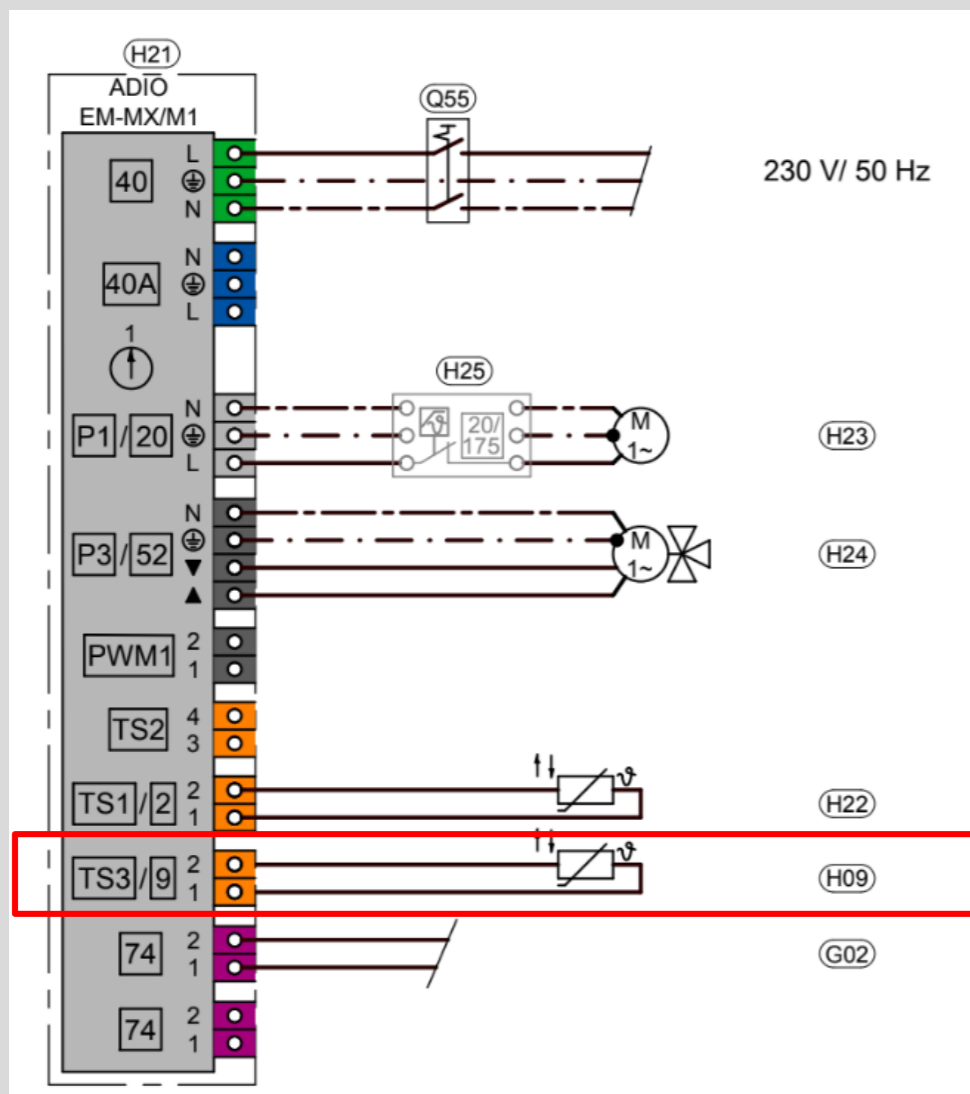 H21
ADIO
EM-MX/M1
Q55
40 L
N
230 V/ 50 Hz
N
40A
L
1
H25
N
P1/20 20/175 M 1~ H23
L
N
P3/52 M 1~ H24
PWM1 2
1
TS2 4
3
TS1/2 2 ϑ H22
1
TS3/9 2 ϑ H09
1
74 2 G02
1
74 2
1